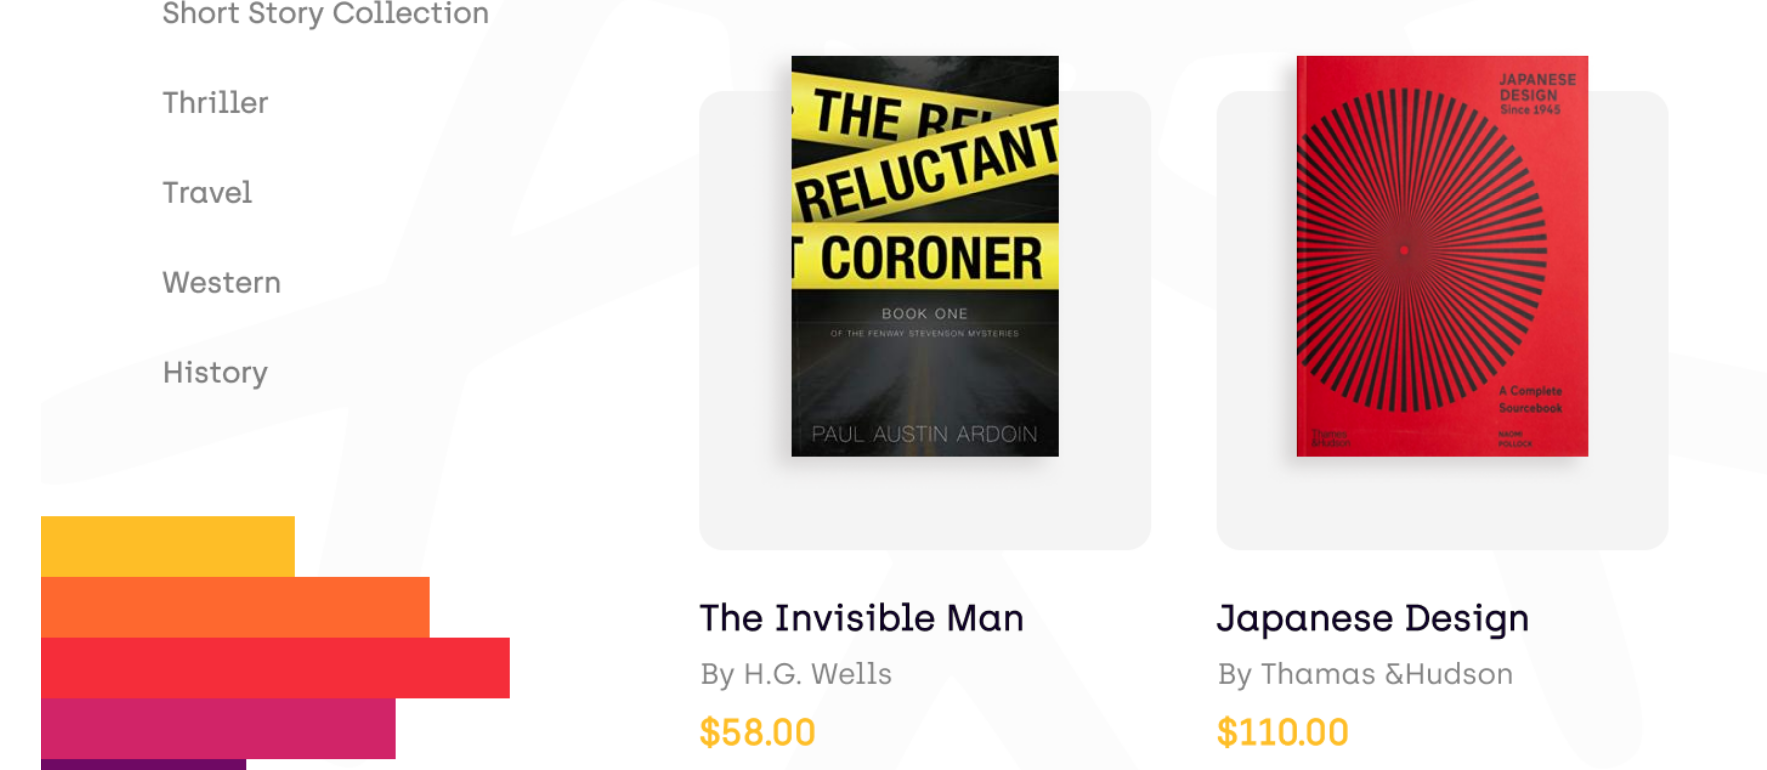 Short Story Collection
Thriller
Travel
Western
History
THE RELU
RELUCTANT
T CORONER
BOOK ONE
OF THE FENWAY STEVENSON MYSTERIES
PAUL AUSTIN ARDOIN
The Invisible Man
By H.G. Wells
$58.00
JAPANESE
DESIGN
Since 1945
A Complete
Sourcebook
Thames
&Hudson
NAOMI
POLLOCK
Japanese Design
By Thamas &Hudson
$110.00